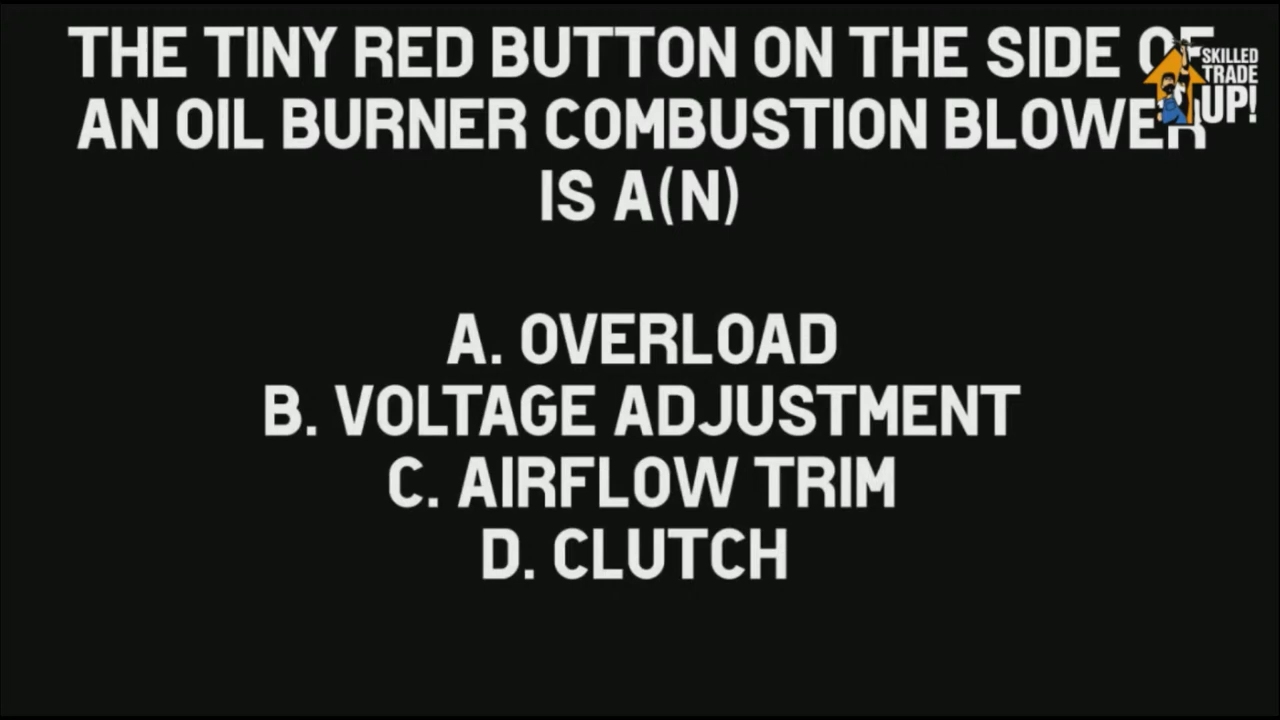 THE TINY RED BUTTON ON THE SIDE OF
AN OIL BURNER COMBUSTION BLOWER
IS A(N)
A. OVERLOAD
B. VOLTAGE ADJUSTMENT
C. AIRFLOW TRIM
D. CLUTCH
SKILLED
TRADE
UP!